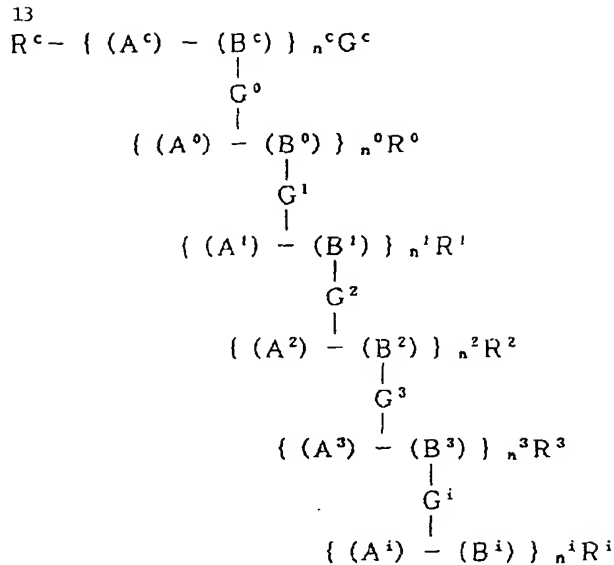 13
Rᶜ– { (Aᶜ) – (Bᶜ) } ₙᶜGᶜ
|
G⁰
|
{ (A⁰) – (B⁰) } ₙ⁰R⁰
|
G¹
|
{ (A¹) – (B¹) } ₙ¹R¹
|
G²
|
{ (A²) – (B²) } ₙ²R²
|
G³
|
{ (A³) – (B³) } ₙ³R³
|
Gⁱ
|
{ (Aⁱ) – (Bⁱ) } ₙⁱRⁱ